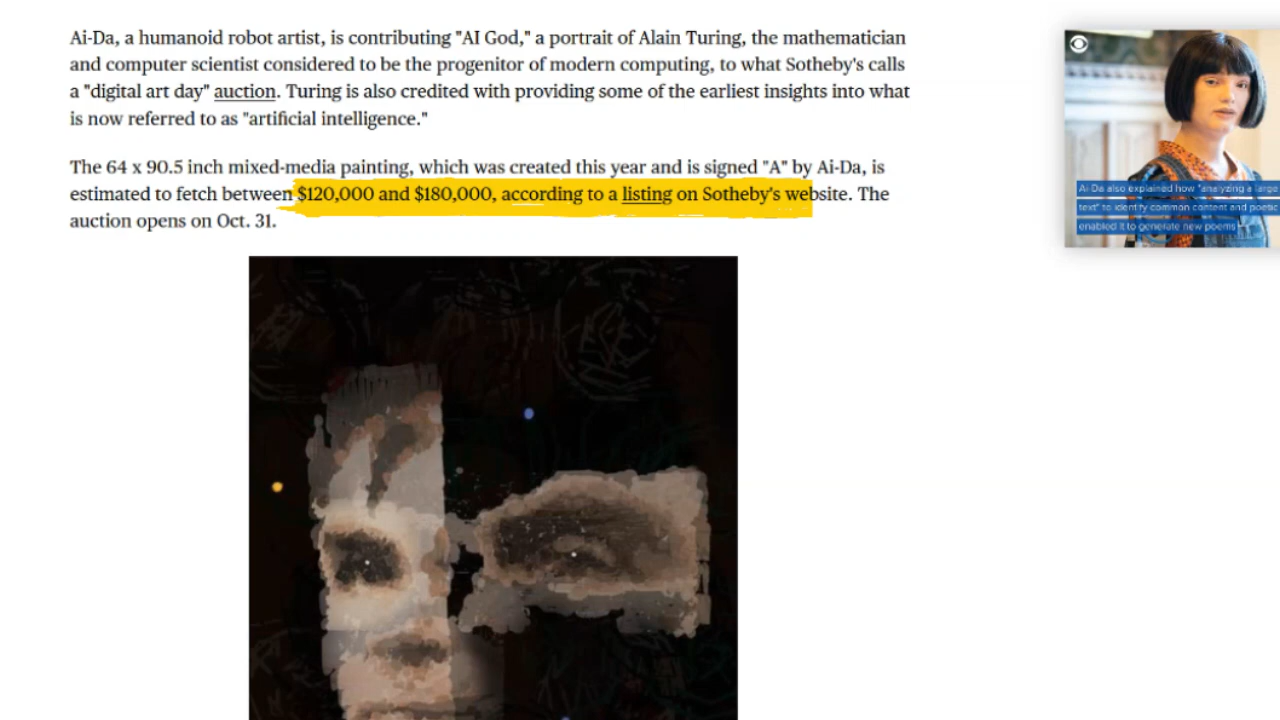 Ai-Da, a humanoid robot artist, is contributing "AI God," a portrait of Alain Turing, the mathematician
and computer scientist considered to be the progenitor of modern computing, to what Sotheby's calls
a "digital art day" auction. Turing is also credited with providing some of the earliest insights into what
is now referred to as "artificial intelligence."
The 64 x 90.5 inch mixed-media painting, which was created this year and is signed "A" by Ai-Da, is
estimated to fetch between $120,000 and $180,000, according to a listing on Sotheby's website. The
auction opens on Oct. 31.
Ai-Da also explained how "analyzing a large
text" to identify common content and poetic
enabled it to generate new poems